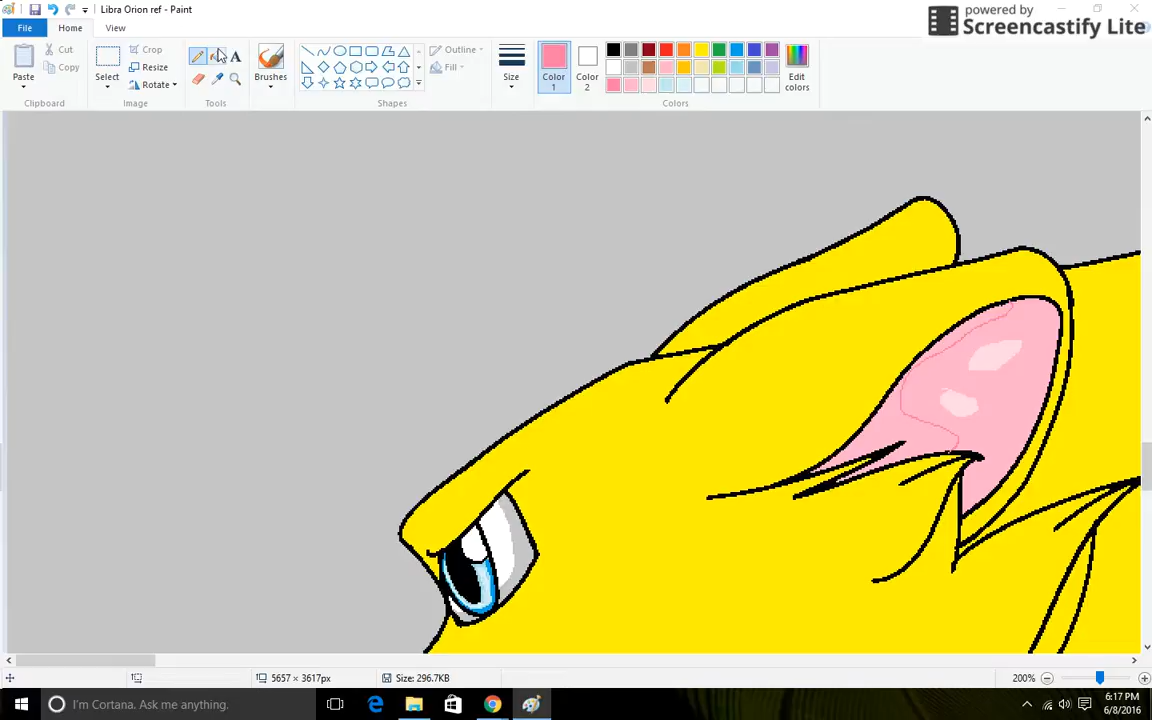 Libra Orion ref - Paint
powered by
Screencastify Lite
File
Home
View
Paste
Cut
Copy
Clipboard
Select
Crop
Resize
Rotate
Image
A
Tools
Brushes
Shapes
Outline
Fill
Size
Color
1
Color
2
Edit
colors
Colors
5657 × 3617px
Size: 296.7KB
200%
I'm Cortana. Ask me anything.
6:17 PM
6/8/2016